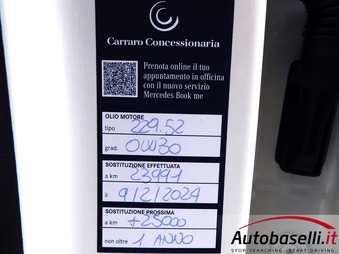 Carraro Concessionaria
Prenota online il tuo
appuntamento in officina
con il nuovo servizio
Mercedes Book me
OLIO MOTORE
tipo 229.52
grad. 0W30
SOSTITUZIONE EFFETTUATA
a km 23991
il 9/2/2024
SOSTITUZIONE PROSSIMA
a km +25000
non oltre 1 ANNO
Autobaselli.it
STOP SEARCHING. START DRIVING.